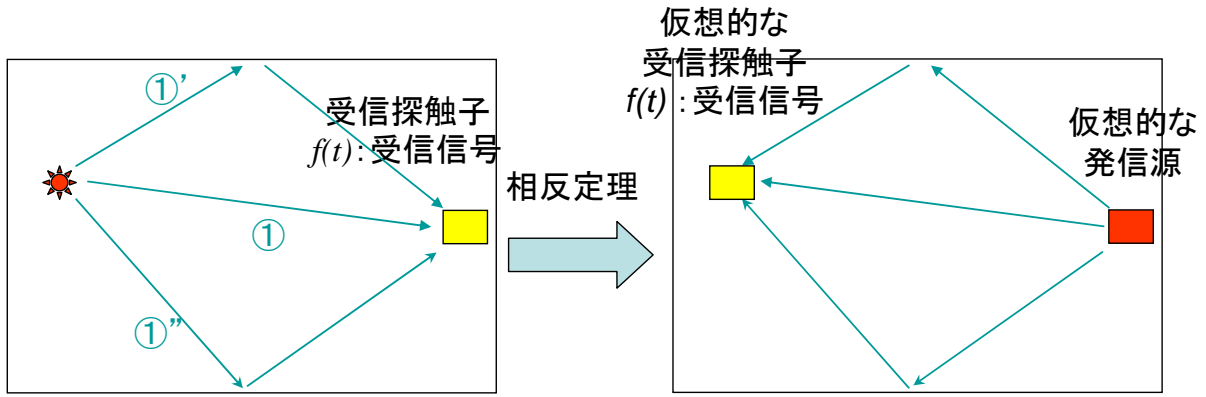 ①’
受信探触子
f(t):受信信号
①
①”
相反定理
仮想的な
受信探触子
f(t):受信信号
仮想的な
発信源